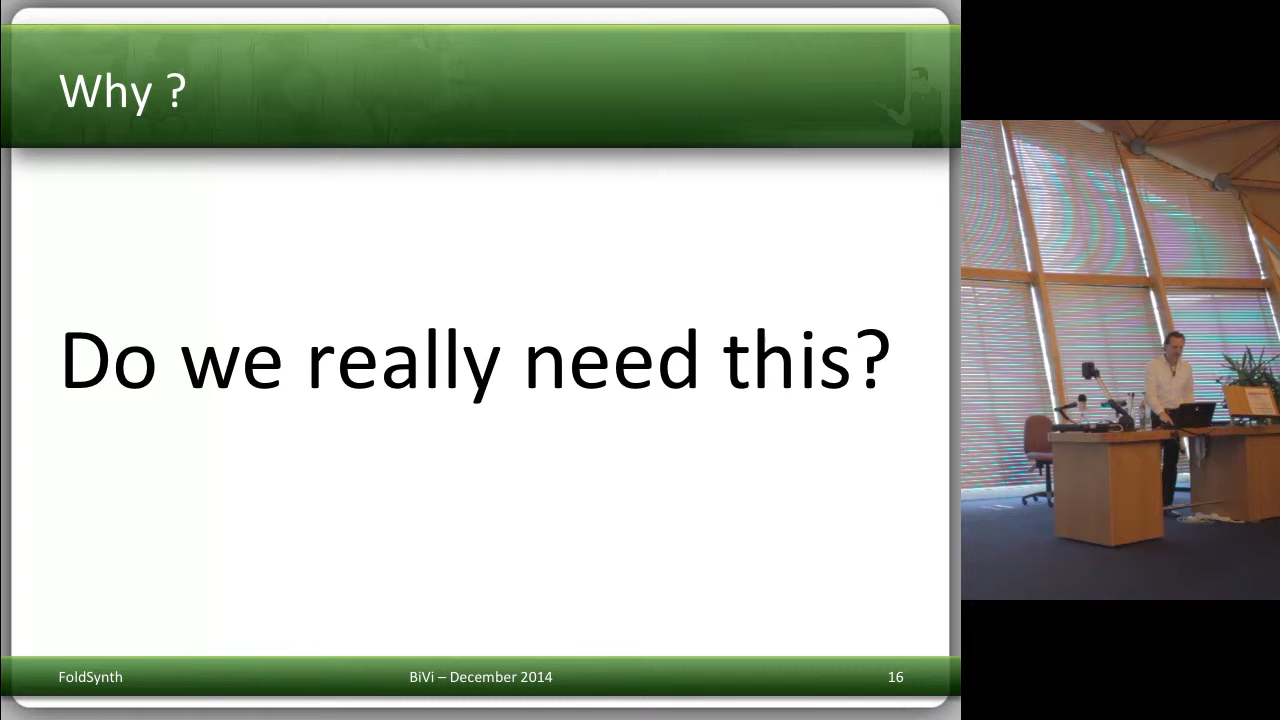 Why ?
Do we really need this?
FoldSynth
BiVi – December 2014
16